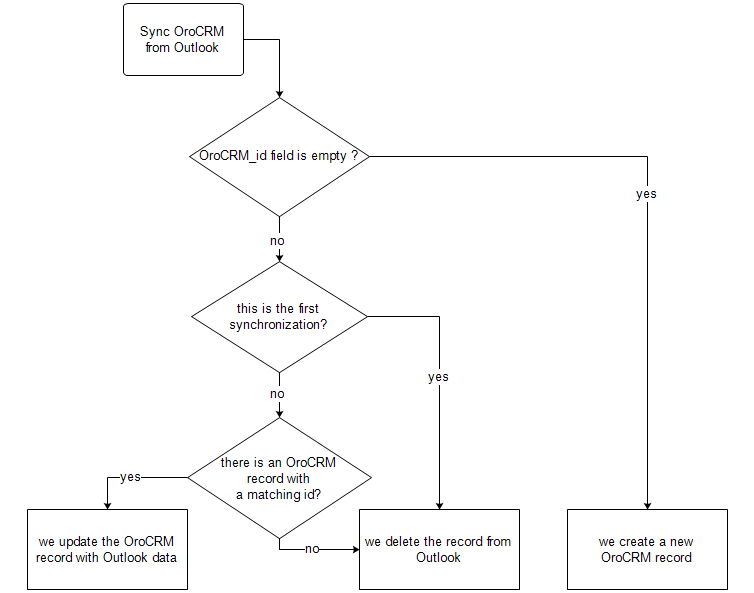 Sync OroCRM
from Outlook
OroCRM_id field is empty ?
yes
no
this is the first
synchronization?
yes
no
there is an OroCRM
record with
a matching id?
yes
no
we update the OroCRM
record with Outlook data
we delete the record from
Outlook
we create a new
OroCRM record